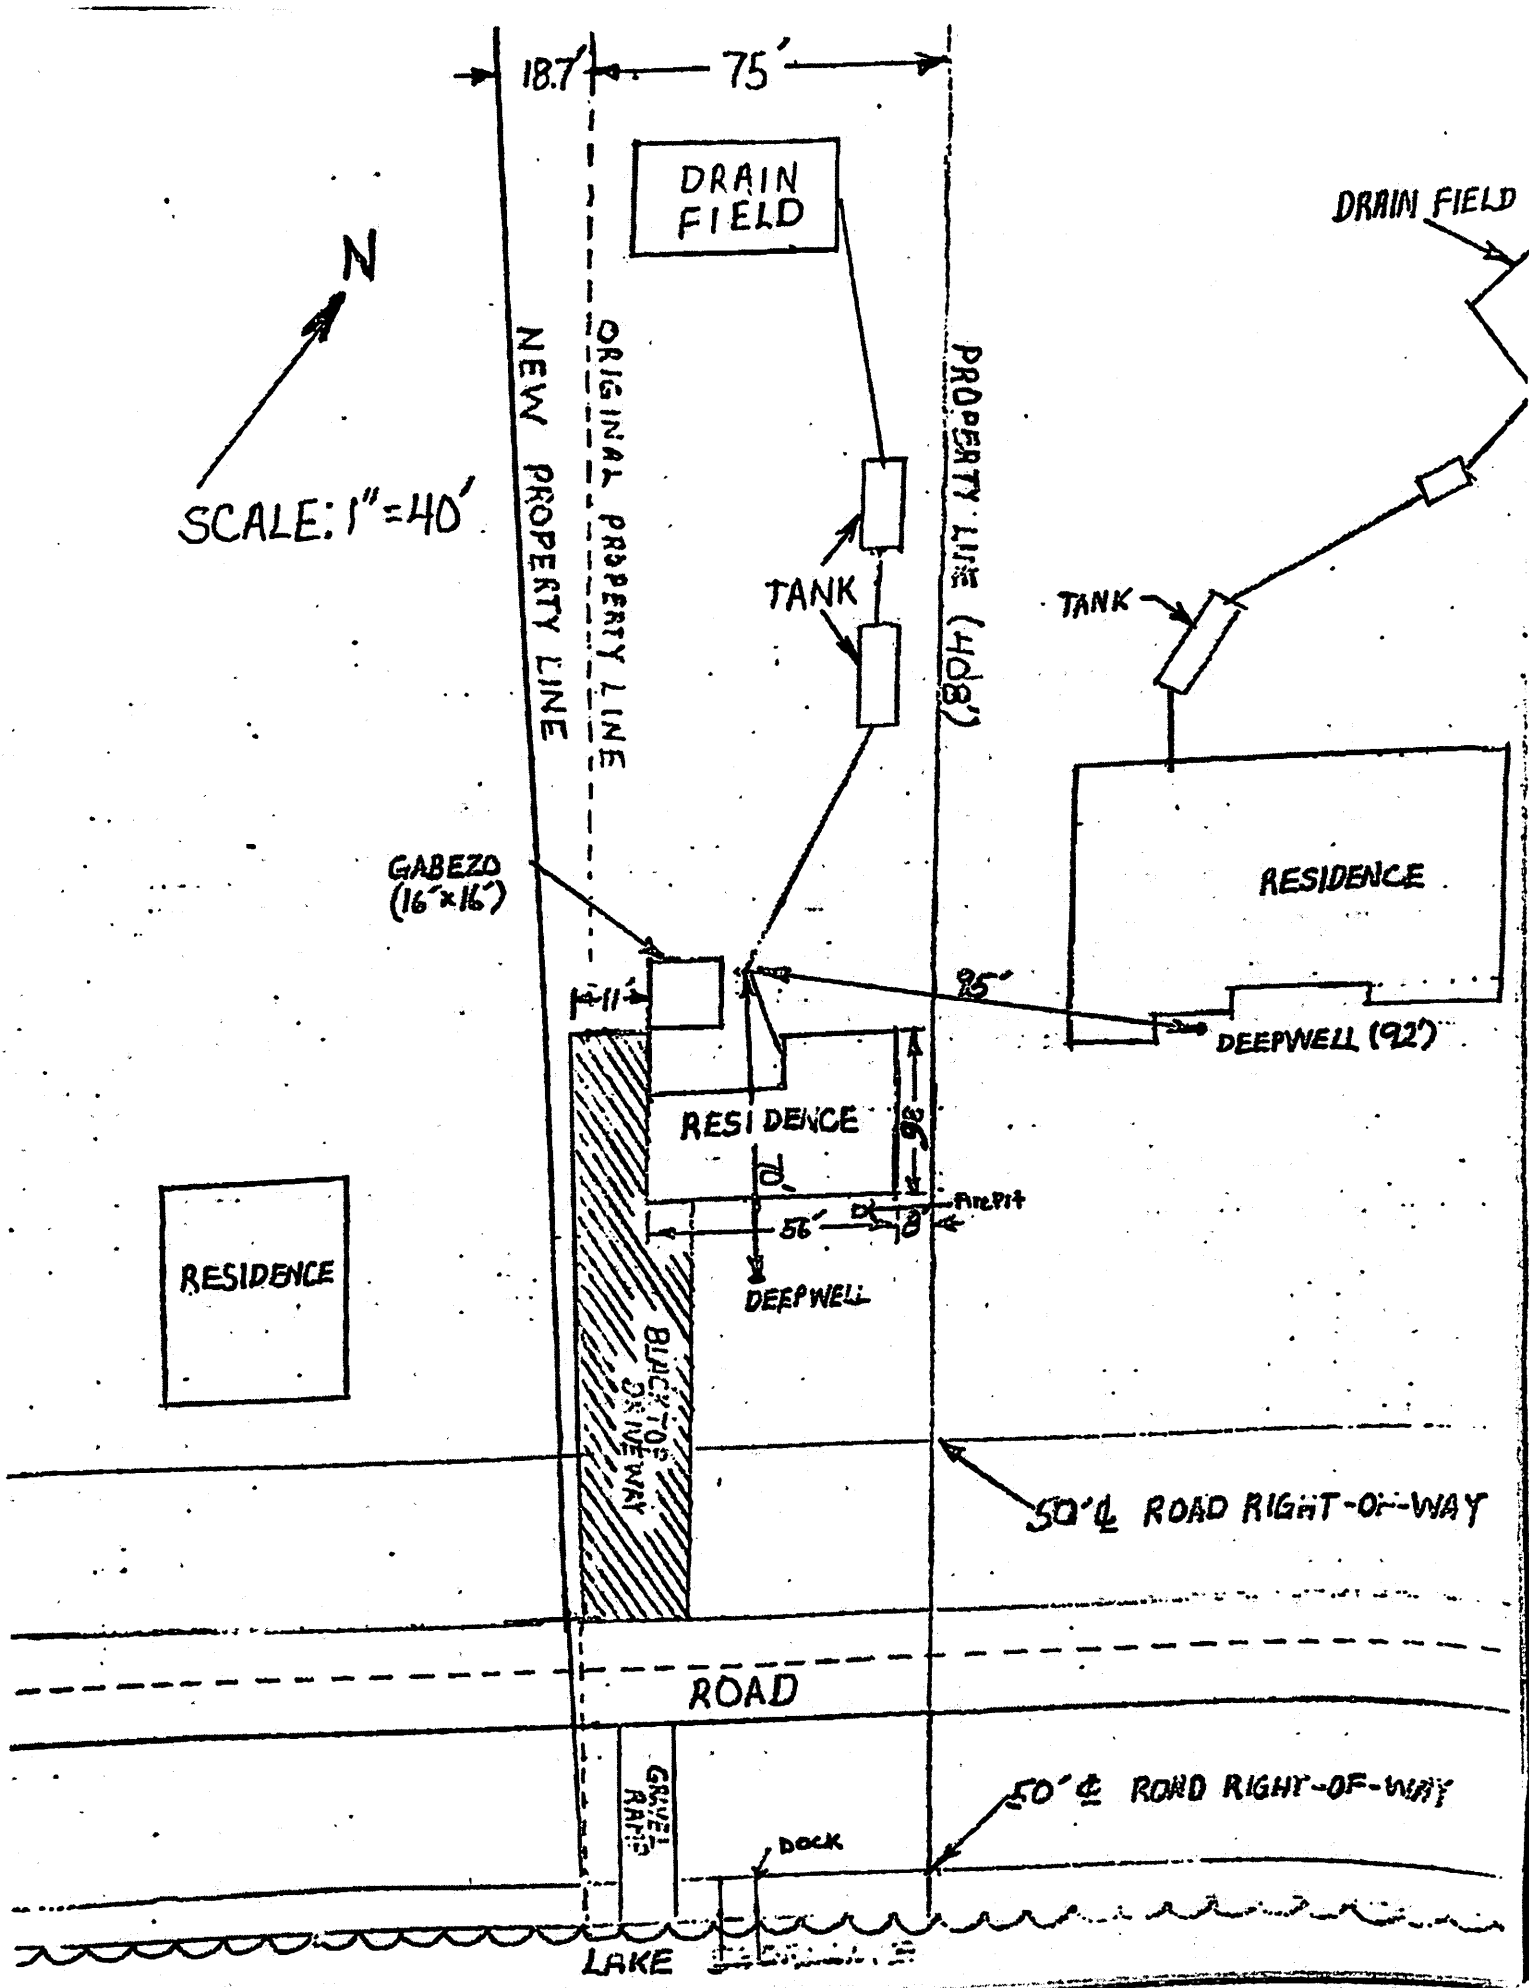 18.7'
75'
DRAIN
FIELD
DRAIN FIELD
N
SCALE: 1"=40'
NEW PROPERTY LINE
ORIGINAL PROPERTY LINE
PROPERTY LINE (408')
TANK
TANK
GABEZO
(16'x16')
RESIDENCE
95'
11'
DEEPWELL (92')
RESIDENCE
70'
FirePit
56'
8'
RESIDENCE
DEEPWELL
BLACKTOP
DRIVEWAY
50' ℄ ROAD RIGHT-OF-WAY
ROAD
GRAVEL
RAMP
50' ℄ ROAD RIGHT-OF-WAY
DOCK
LAKE